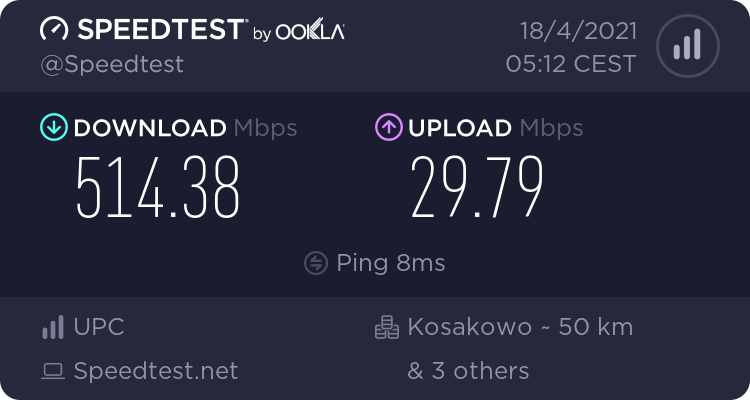 SPEEDTEST® by OOKLA®
18/4/2021
@Speedtest
05:12 CEST
DOWNLOAD Mbps
514.38
UPLOAD Mbps
29.79
Ping 8ms
UPC
Kosakowo ~ 50 km
Speedtest.net
& 3 others